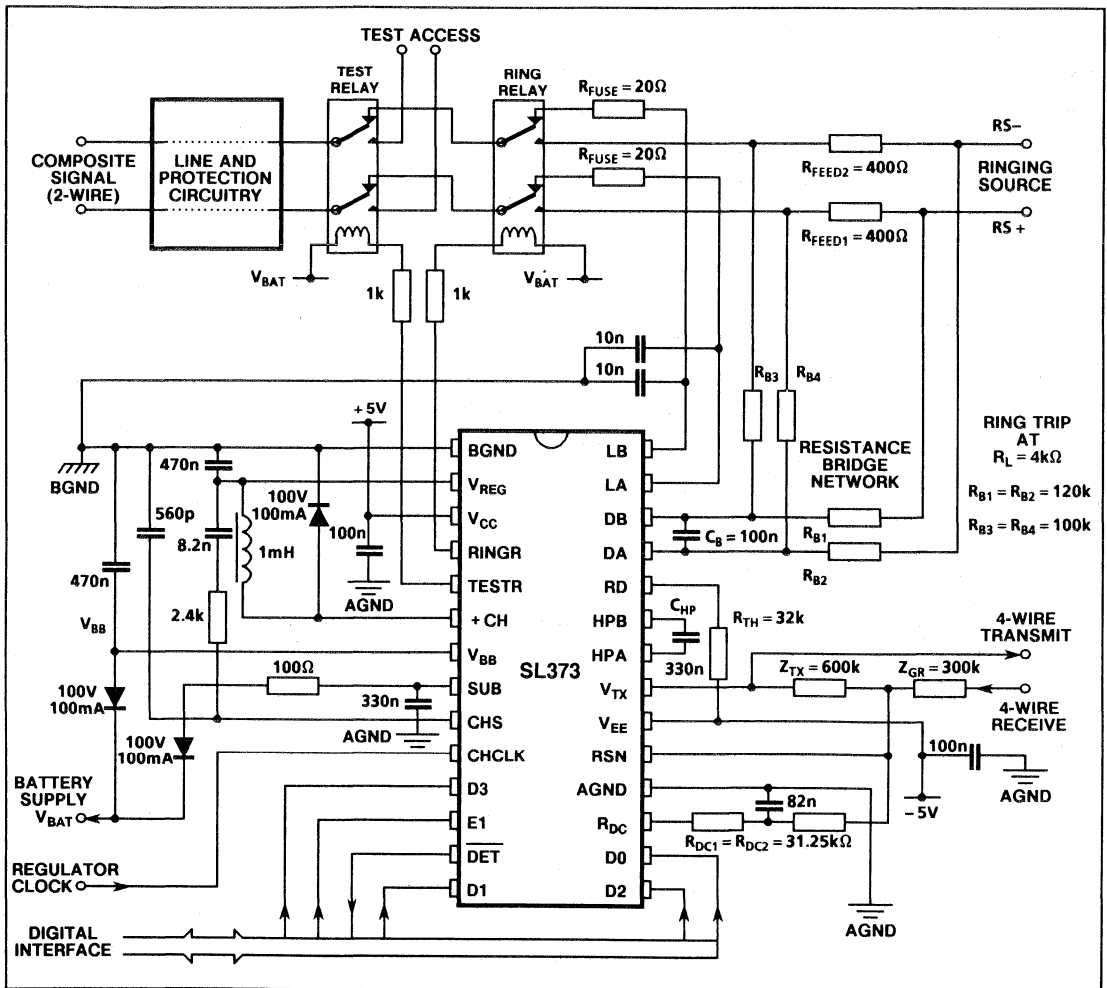 TEST ACCESS
TEST
RELAY
RING
RELAY
R_FUSE = 20Ω
R_FUSE = 20Ω
COMPOSITE
SIGNAL
(2-WIRE)
LINE AND
PROTECTION
CIRCUITRY
RS−
RINGING
SOURCE
RS +
R_FEED2 = 400Ω
R_FEED1 = 400Ω
V_BAT
1k
1k
V_BAT
10n
10n
R_B3
R_B4
+5V
RESISTANCE
BRIDGE
NETWORK
RING TRIP
AT
R_L = 4kΩ
R_B1 = R_B2 = 120k
R_B3 = R_B4 = 100k
BGND
470n
560p
8.2n
1mH
100V
100mA
100n
AGND
470n
2.4k
V_BB
100Ω
330n
AGND
100V
100mA
100V
100mA
BATTERY
SUPPLY
V_BAT
REGULATOR
CLOCK
DIGITAL
INTERFACE
BGND
V_REG
V_CC
RINGR
TESTR
+ CH
V_BB
SUB
CHS
CHCLK
D3
E1
D̅E̅T̅
D1
SL373
LB
LA
DB
DA
RD
HPB
HPA
V_TX
V_EE
RSN
AGND
R_DC
D0
D2
C_B = 100n
R_B1
R_B2
C_HP
330n
R_TH = 32k
4-WIRE
TRANSMIT
Z_TX = 600k
Z_GR = 300k
4-WIRE
RECEIVE
100n
AGND
−5V
82n
R_DC1 = R_DC2 = 31.25kΩ
AGND